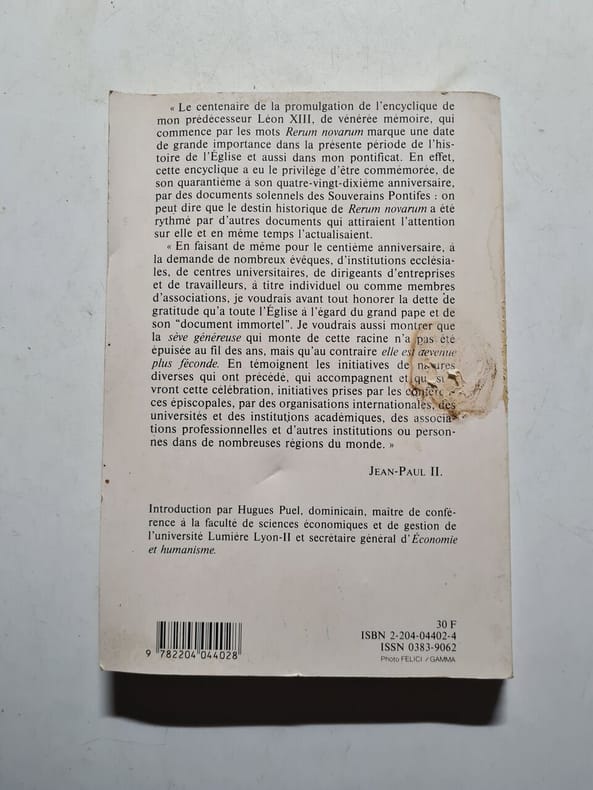 « Le centenaire de la promulgation de l'encyclique de
mon prédécesseur Léon XIII, de vénérée mémoire, qui
commence par les mots Rerum novarum marque une date
de grande importance dans la présente période de l'his-
toire de l'Église et aussi dans mon pontificat. En effet,
cette encyclique a eu le privilège d'être commémorée, de
son quarantième à son quatre-vingt-dixième anniversaire,
par des documents solennels des Souverains Pontifes : on
peut dire que le destin historique de Rerum novarum a été
rythmé par d'autres documents qui attiraient l'attention
sur elle et en même temps l'actualisaient.
« En faisant de même pour le centième anniversaire, à
la demande de nombreux évêques, d'institutions ecclésia-
les, de centres universitaires, de dirigeants d'entreprises
et de travailleurs, à titre individuel ou comme membres
d'associations, je voudrais avant tout honorer la dette de
gratitude qu'a toute l'Église à l'égard du grand pape et de
son "document immortel". Je voudrais aussi montrer que
la sève généreuse qui monte de cette racine n'a pas été
épuisée au fil des ans, mais qu'au contraire elle est devenue
plus féconde. En témoignent les initiatives de
diverses qui ont précédé, qui accompagnent et
vront cette célébration, initiatives prises par les
ces épiscopales, par des organisations internationales, des
universités et des institutions académiques, des associa-
tions professionnelles et d'autres institutions ou person-
nes dans de nombreuses régions du monde. »
JEAN-PAUL II.
Introduction par Hugues Puel, dominicain, maître de confé-
rence à la faculté de sciences économiques et de gestion de
l'université Lumière Lyon-II et secrétaire général d'Économie
et humanisme.
30 F
ISBN 2-204-04402-4
ISSN 0383-9062
Photo FELICI / GAMMA
9 782204 044028